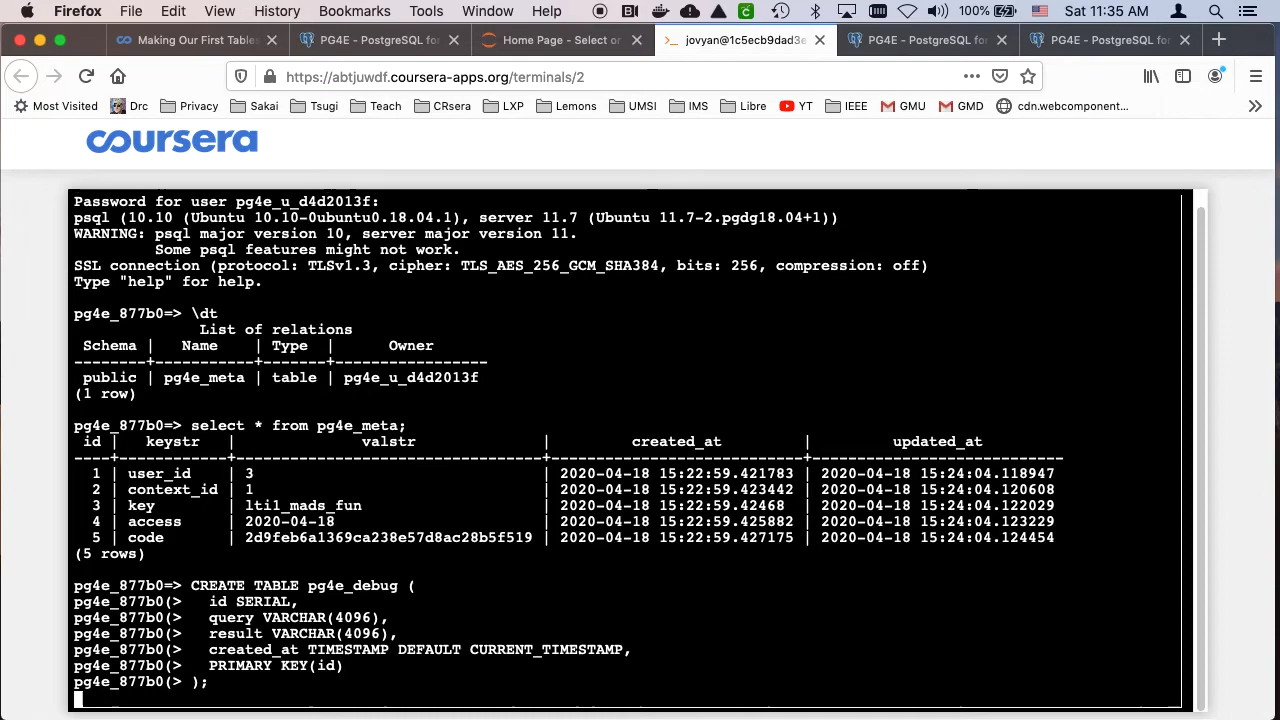 Firefox File Edit View History Bookmarks Tools Window Help 100% Sat 11:35 AM
Making Our First Tables PG4E - PostgreSQL for Home Page - Select or jovyan@1c5ecb9dad3e PG4E - PostgreSQL for PG4E - PostgreSQL for
https://abtjuwdf.coursera-apps.org/terminals/2
Most Visited Drc Privacy Sakai Tsugi Teach CRsera LXP Lemons UMSI IMS Libre YT IEEE GMU GMD cdn.webcomponent...
coursera
Password for user pg4e_u_d4d2013f:
psql (10.10 (Ubuntu 10.10-0ubuntu0.18.04.1), server 11.7 (Ubuntu 11.7-2.pgdg18.04+1))
WARNING: psql major version 10, server major version 11.
Some psql features might not work.
SSL connection (protocol: TLSv1.3, cipher: TLS_AES_256_GCM_SHA384, bits: 256, compression: off)
Type "help" for help.
pg4e_877b0=> \dt
List of relations
Schema | Name | Type | Owner
--------+-----------+-------+-----------------
public | pg4e_meta | table | pg4e_u_d4d2013f
(1 row)
pg4e_877b0=> select * from pg4e_meta;
id | keystr | valstr | created_at | updated_at
----+------------+----------------------------------+----------------------------+----------------------------
1 | user_id | 3 | 2020-04-18 15:22:59.421783 | 2020-04-18 15:24:04.118947
2 | context_id | 1 | 2020-04-18 15:22:59.423442 | 2020-04-18 15:24:04.120608
3 | key | lti1_mads_fun | 2020-04-18 15:22:59.42468 | 2020-04-18 15:24:04.122029
4 | access | 2020-04-18 | 2020-04-18 15:22:59.425882 | 2020-04-18 15:24:04.123229
5 | code | 2d9feb6a1369ca238e57d8ac28b5f519 | 2020-04-18 15:22:59.427175 | 2020-04-18 15:24:04.124454
(5 rows)
pg4e_877b0=> CREATE TABLE pg4e_debug (
pg4e_877b0(> id SERIAL,
pg4e_877b0(> query VARCHAR(4096),
pg4e_877b0(> result VARCHAR(4096),
pg4e_877b0(> created_at TIMESTAMP DEFAULT CURRENT_TIMESTAMP,
pg4e_877b0(> PRIMARY KEY(id)
pg4e_877b0(> );